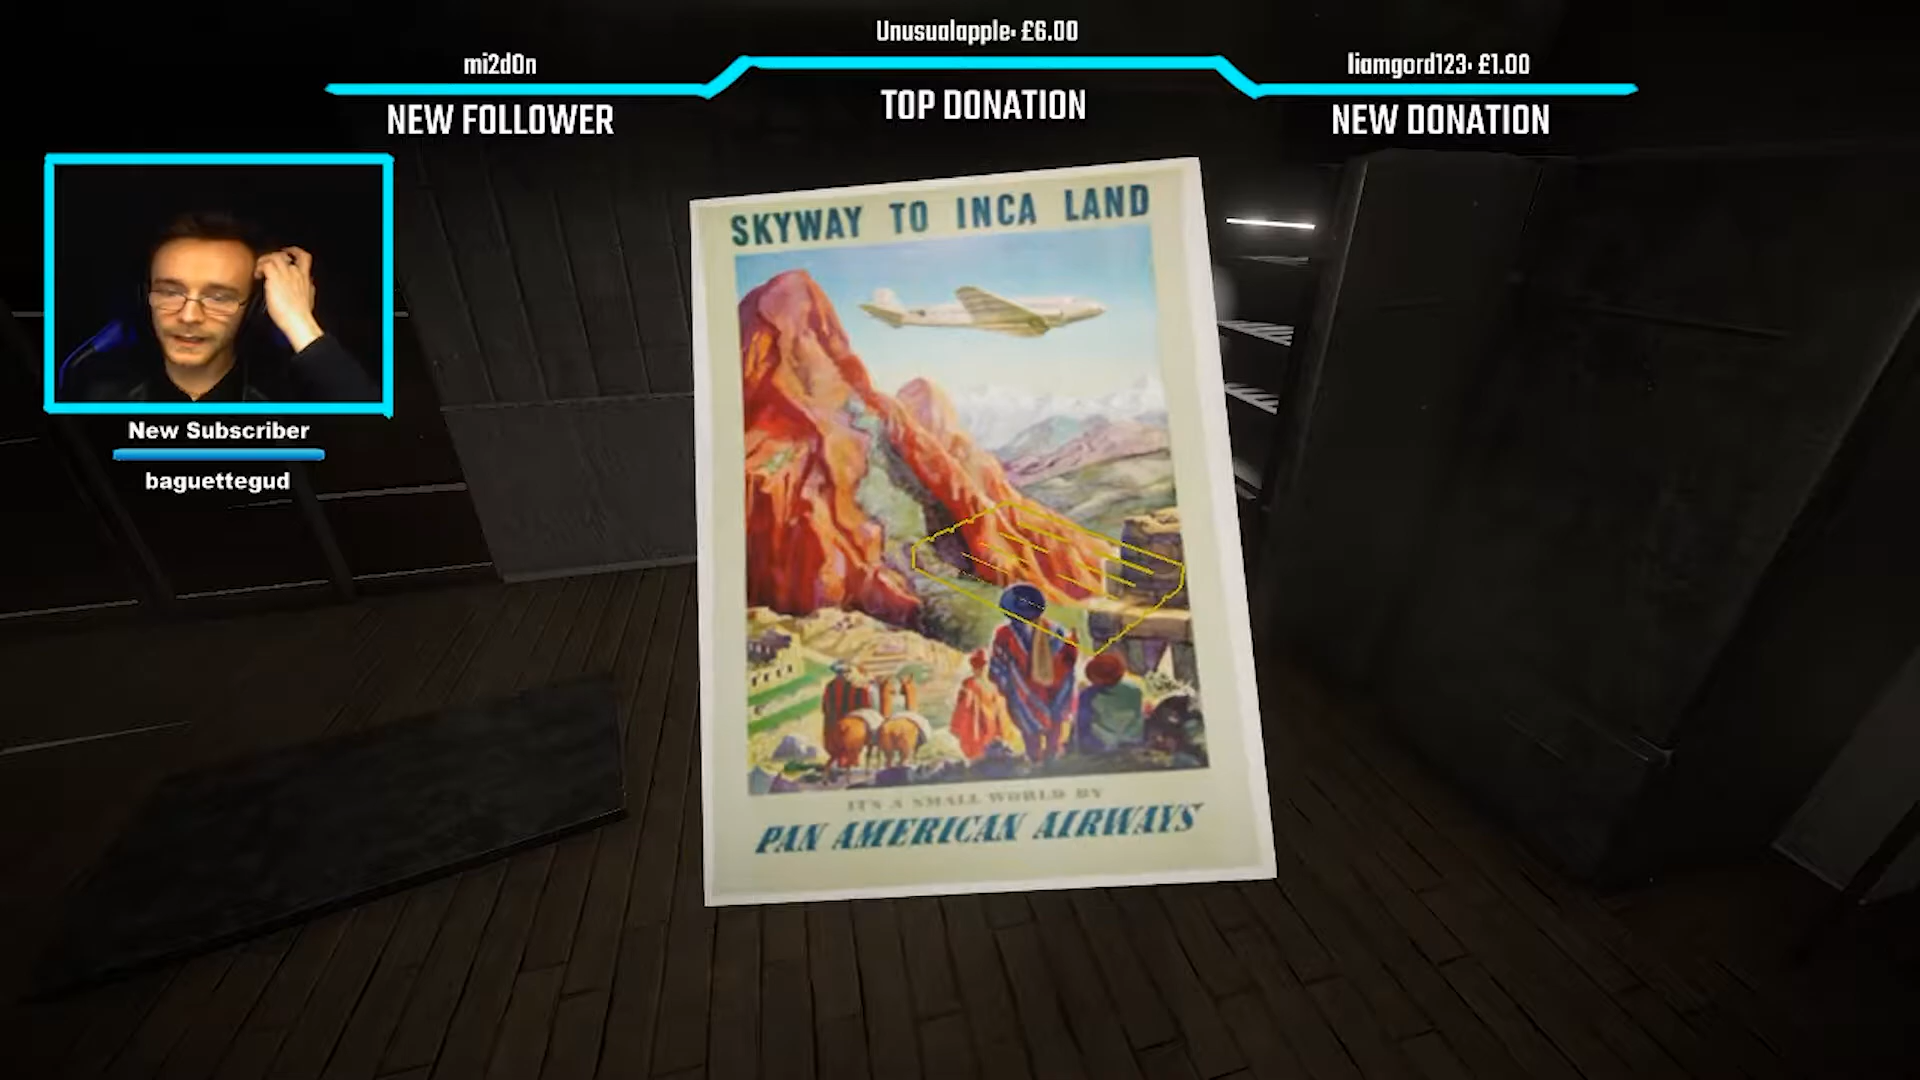 Unusualapple: £6.00
mi2d0n
liamgord123: £1.00
NEW FOLLOWER
TOP DONATION
NEW DONATION
New Subscriber
baguettegud
SKYWAY TO INCA LAND
IT'S A SMALL WORLD BY
PAN AMERICAN AIRWAYS